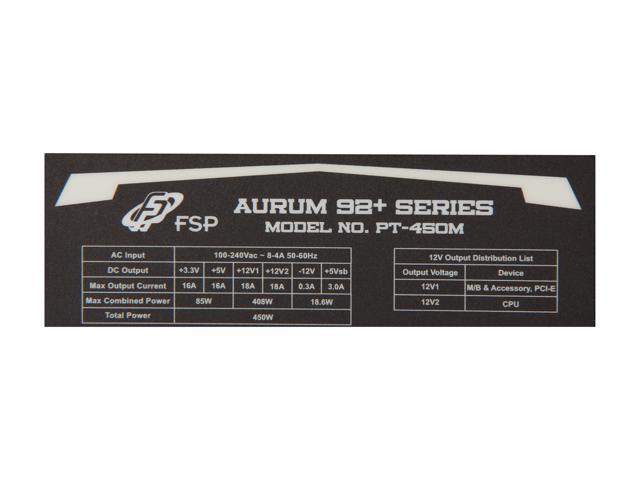 FSP
AURUM 92+ SERIES
MODEL NO. PT-450M
AC Input 100-240Vac ~ 8-4A 50-60Hz
DC Output +3.3V +5V +12V1 +12V2 -12V +5Vsb
Max Output Current 16A 16A 18A 18A 0.3A 3.0A
Max Combined Power 85W 408W 18.6W
Total Power 450W
12V Output Distribution List
Output Voltage Device
12V1 M/B & Accessory, PCI-E
12V2 CPU